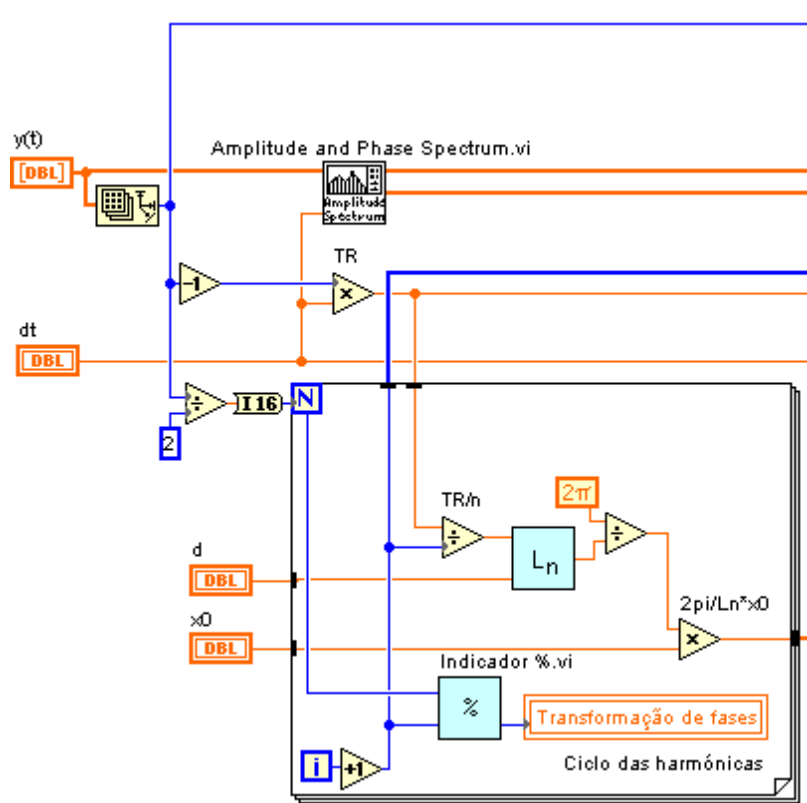 y(t)
Amplitude and Phase Spectrum.vi
[DBL]
Amplitude
Spectrum
TR
-1
×
dt
DBL
÷
I16
N
2
TR/n
2π
÷
÷
d
Ln
DBL
2pi/Ln*x0
x0
×
DBL
Indicador %.vi
%
Transformação de fases
i
+1
Ciclo das harmónicas